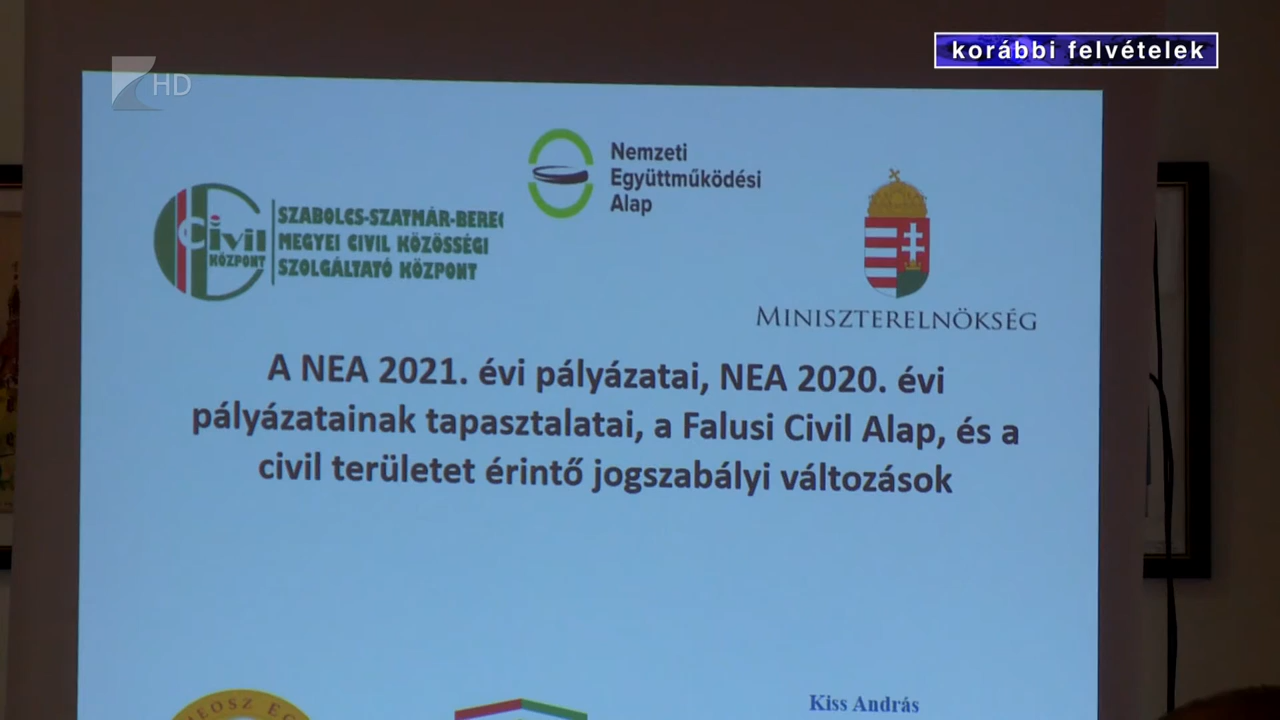 korábbi felvételek
HD
Nemzeti
Együttműködési
Alap
Civil
KÖZPONT
SZABOLCS-SZATMÁR-BEREG
MEGYEI CIVIL KÖZÖSSÉGI
SZOLGÁLTATÓ KÖZPONT
MINISZTERELNÖKSÉG
A NEA 2021. évi pályázatai, NEA 2020. évi
pályázatainak tapasztalatai, a Falusi Civil Alap, és a
civil területet érintő jogszabályi változások
Kiss András